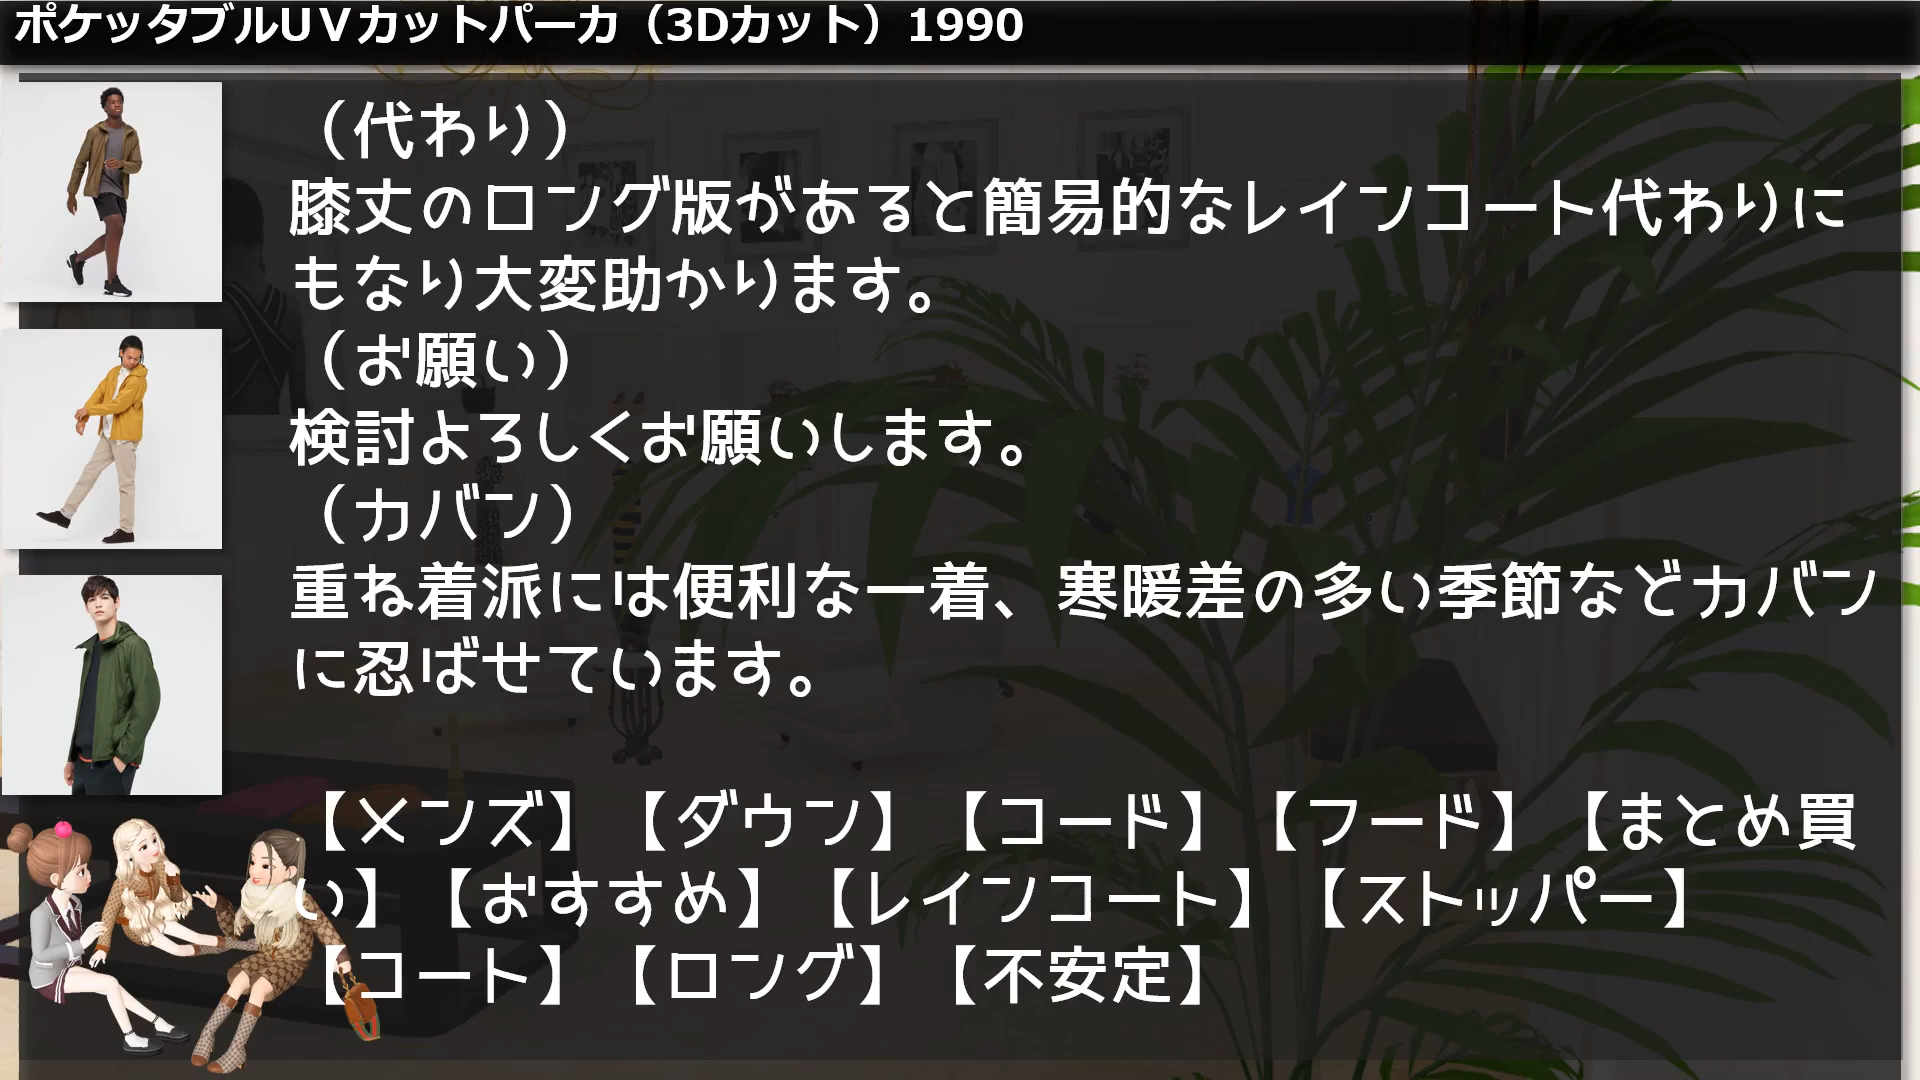 ポケッタブルUVカットパーカ（3Dカット）1990
（代わり）
膝丈のロング版があると簡易的なレインコート代わりに
もなり大変助かります。
（お願い）
検討よろしくお願いします。
（カバン）
重ね着派には便利な一着、寒暖差の多い季節などカバン
に忍ばせています。
【メンズ】【ダウン】【コード】【フード】【まとめ買
い】【おすすめ】【レインコート】【ストッパー】
【コート】【ロング】【不安定】